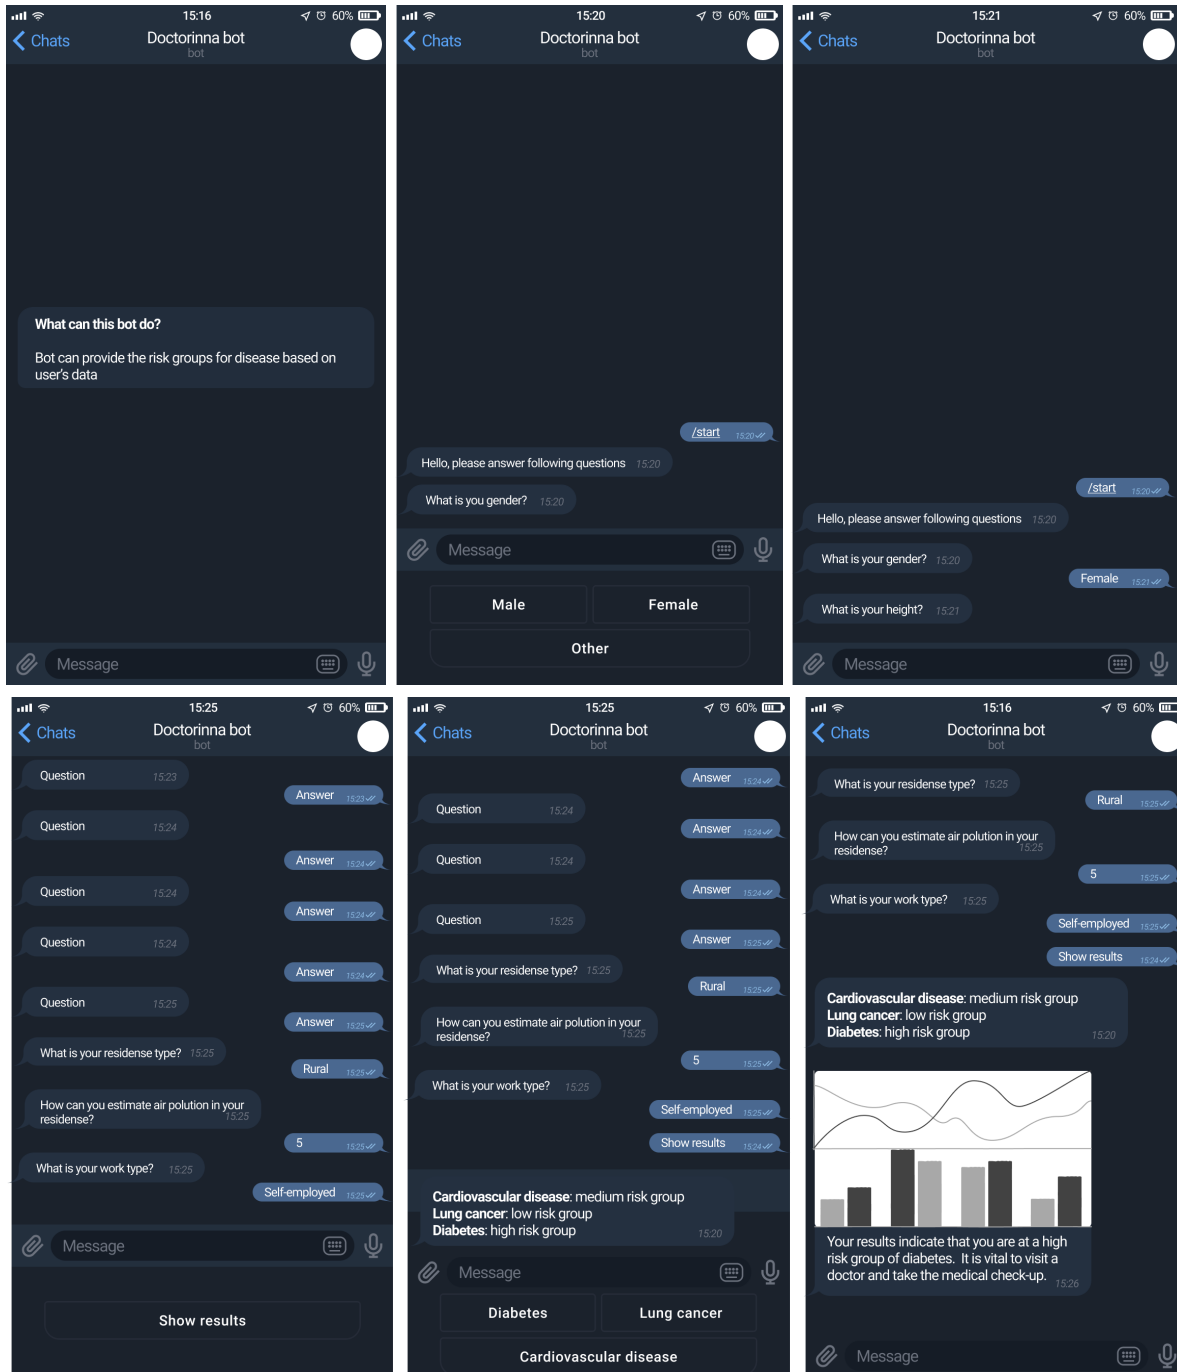 15:16
60%
Chats
Doctorinna bot
bot
What can this bot do?
Bot can provide the risk groups for disease based on
user's data
Message
15:20
60%
Chats
Doctorinna bot
bot
/start 15:20
Hello, please answer following questions 15:20
What is you gender? 15:20
Message
Male
Female
Other
15:21
60%
Chats
Doctorinna bot
bot
/start 15:20
Hello, please answer following questions 15:20
What is your gender? 15:20
Female 15:21
What is your height? 15:21
Message
15:25
60%
Chats
Doctorinna bot
bot
Question 15:23
Answer 15:23
Question 15:24
Answer 15:24
Question 15:24
Answer 15:24
Question 15:24
Answer 15:24
Question 15:25
Answer 15:25
What is your residense type? 15:25
Rural 15:25
How can you estimate air polution in your
residense? 15:25
5 15:25
What is your work type? 15:25
Self-employed 15:25
Message
Show results
15:25
60%
Chats
Doctorinna bot
bot
Answer 15:24
Question 15:24
Answer 15:24
Question 15:24
Answer 15:24
Question 15:25
Answer 15:25
What is your residense type? 15:25
Rural 15:25
How can you estimate air polution in your
residense? 15:25
5 15:25
What is your work type? 15:25
Self-employed 15:25
Show results 15:24
Cardiovascular disease: medium risk group
Lung cancer: low risk group
Diabetes: high risk group 15:20
Message
Diabetes
Lung cancer
Cardiovascular disease
15:16
60%
Chats
Doctorinna bot
bot
What is your residense type? 15:25
Rural 15:25
How can you estimate air polution in your
residense? 15:25
5 15:25
What is your work type? 15:25
Self-employed 15:25
Show results 15:24
Cardiovascular disease: medium risk group
Lung cancer: low risk group
Diabetes: high risk group 15:20
Your results indicate that you are at a high
risk group of diabetes. It is vital to visit a
doctor and take the medical check-up. 15:26
Message